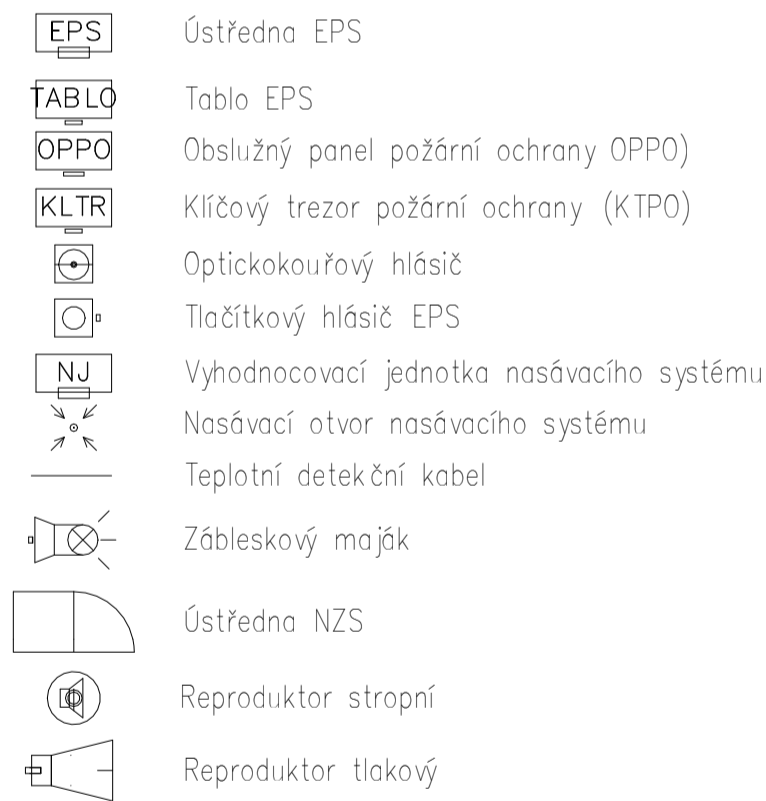 EPS Ústředna EPS
TABLO Tablo EPS
OPPO Obslužný panel požární ochrany OPPO)
KLTR Klíčový trezor požární ochrany (KTPO)
Optickokouřový hlásič
Tlačítkový hlásič EPS
NJ Vyhodnocovací jednotka nasávacího systému
Nasávací otvor nasávacího systému
Teplotní detekční kabel
Zábleskový maják
Ústředna NZS
Reproduktor stropní
Reproduktor tlakový